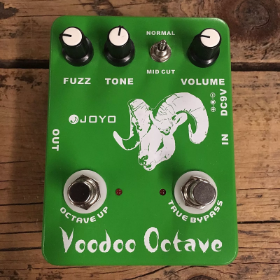 NORMAL
FUZZ TONE MID CUT VOLUME
DC9V
JOYO
OUT IN
OCTAVE UP TRUE BYPASS
Voodoo Octave